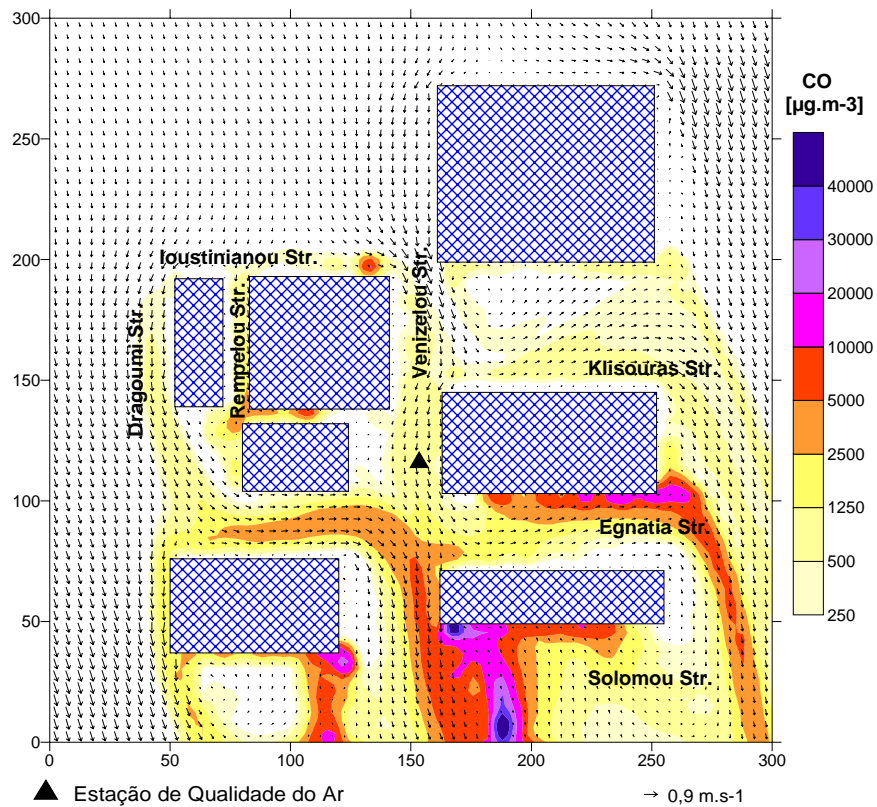 300
250
200
150
100
50
0
0
50
100
150
200
250
300
Ioustinianou Str.
Dragoumi Str.
Rempelou Str.
Venizelou Str.
Klisouras Str.
Egnatia Str.
Solomou Str.
CO
[µg.m-3]
40000
30000
20000
10000
5000
2500
1250
500
250
Estação de Qualidade do Ar
0,9 m.s-1